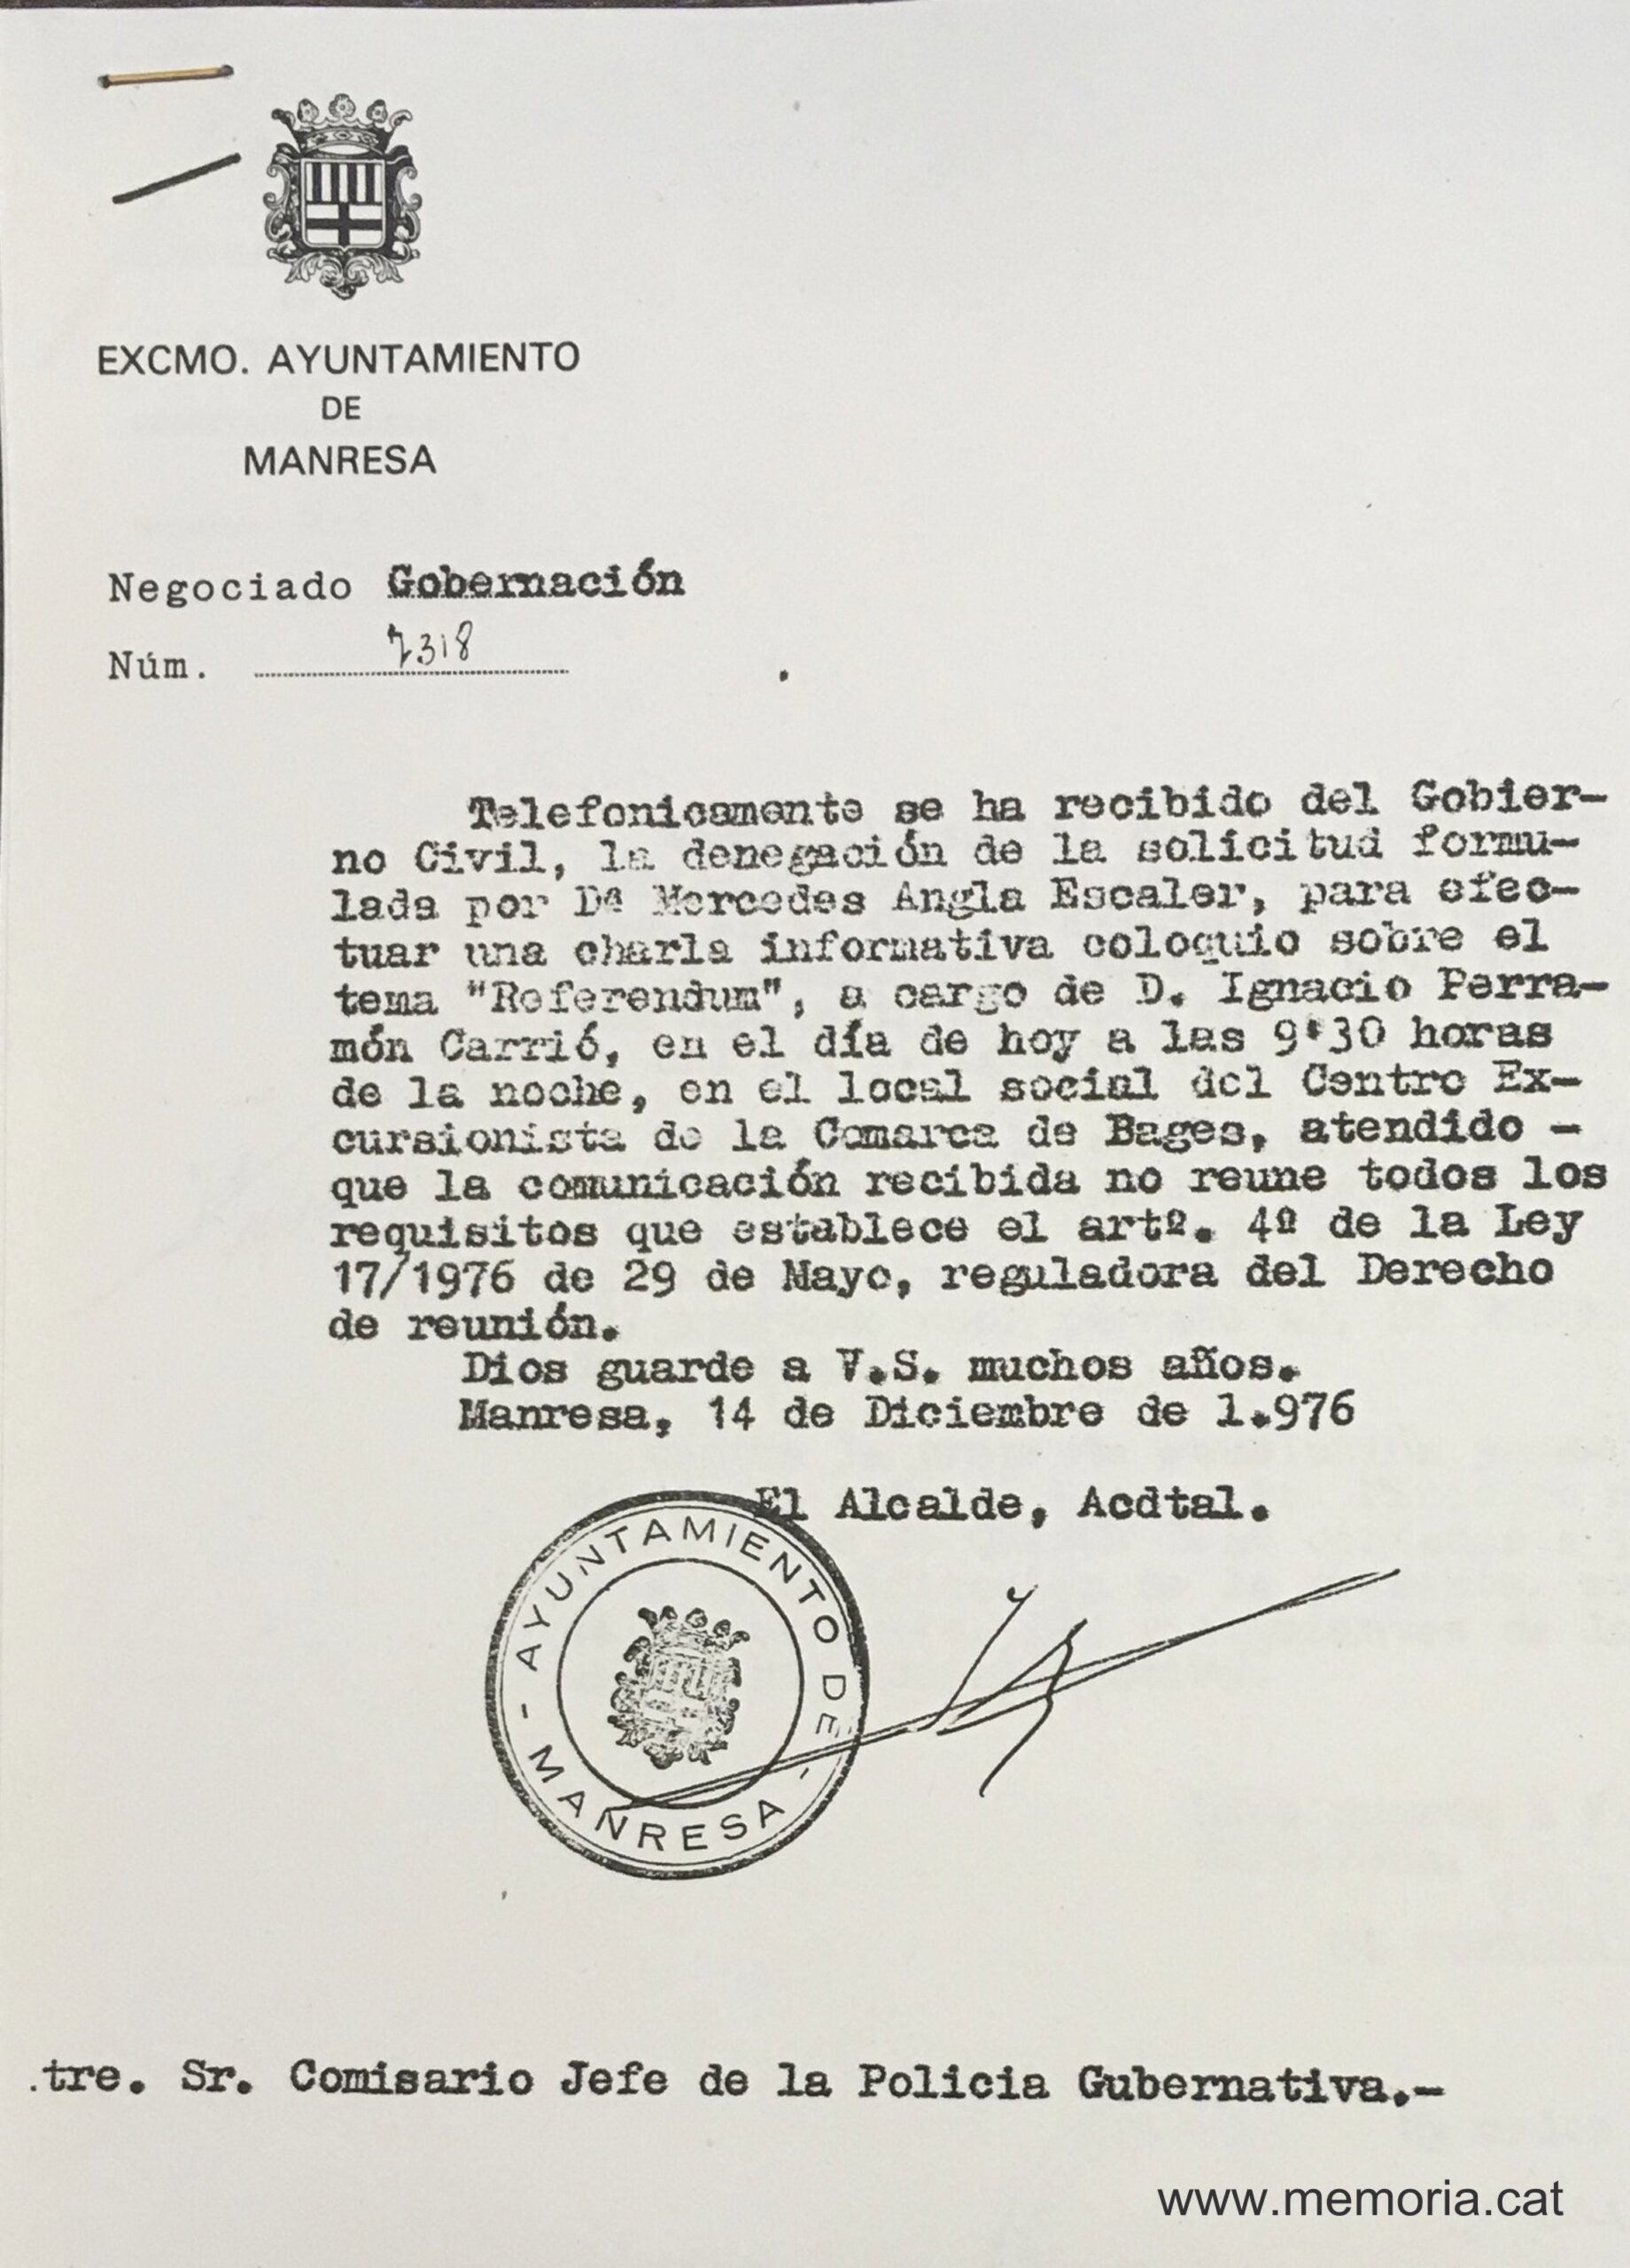 EXCMO. AYUNTAMIENTO
DE
MANRESA
Negociado Gobernación
Núm. 7318
Telefonicamente se ha recibido del Gobier-
no Civil, la denegación de la solicitud formu-
lada por Dª Mercedes Angla Escaler, para efec-
tuar una charla informativa coloquio sobre el
tema "Referendum", a cargo de D. Ignacio Perra-
món Carrió, en el día de hoy a las 9'30 horas
de la noche, en el local social del Centro Ex-
cursionista de la Comarca de Bages, atendido -
que la comunicación recibida no reune todos los
requisitos que establece el artº. 4º de la Ley
17/1976 de 29 de Mayo, reguladora del Derecho
de reunión.
Dios guarde a V.S. muchos años.
Manresa, 14 de Diciembre de 1.976
El Alcalde, Acdtal.
- AYUNTAMIENTO DE -
MANRESA
.tre. Sr. Comisario Jefe de la Policia Gubernativa.-
www.memoria.cat